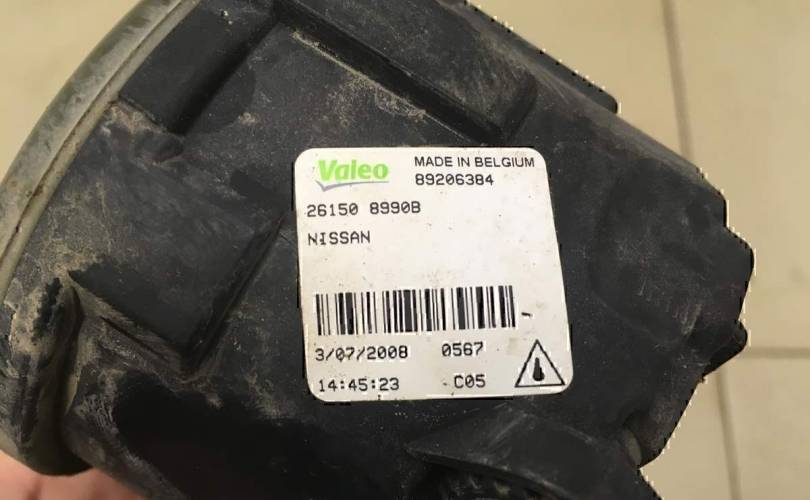 Valeo
MADE IN BELGIUM
89206384
26150 8990B
NISSAN
3/07/2008 0567
14:45:23 C05